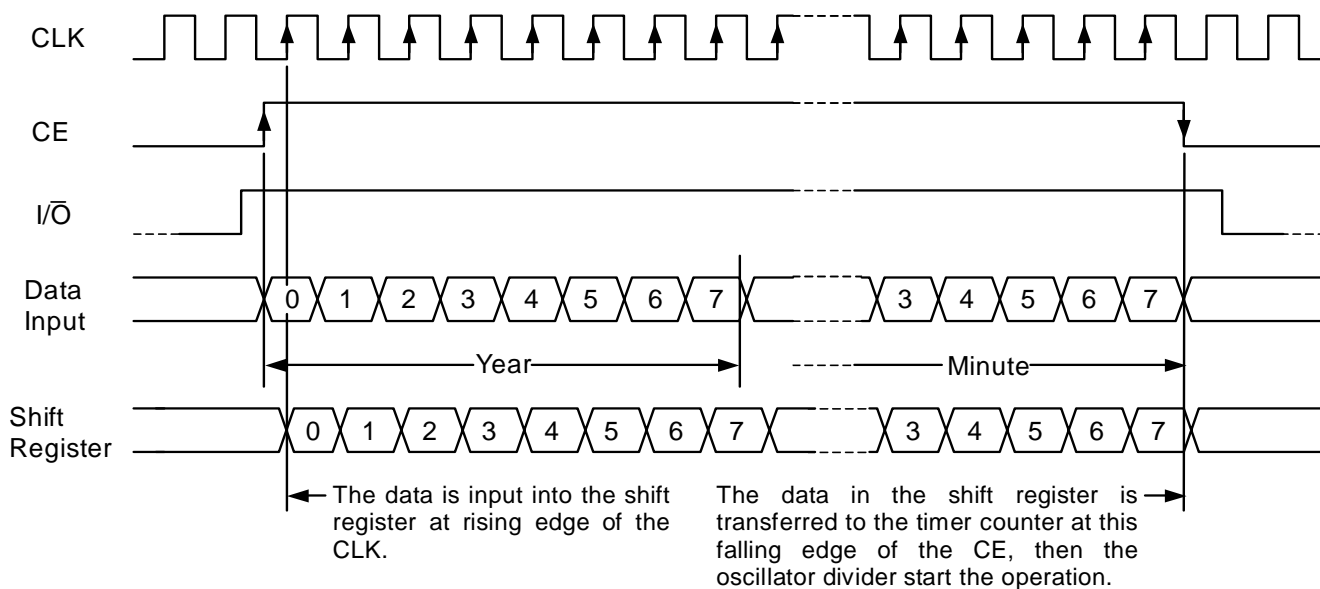 CLK
CE
I/O̅
Data
Input
0 1 2 3 4 5 6 7 3 4 5 6 7
Year Minute
Shift
Register
0 1 2 3 4 5 6 7 3 4 5 6 7
The data is input into the shift
register at rising edge of the
CLK.
The data in the shift register is
transferred to the timer counter at this
falling edge of the CE, then the
oscillator divider start the operation.